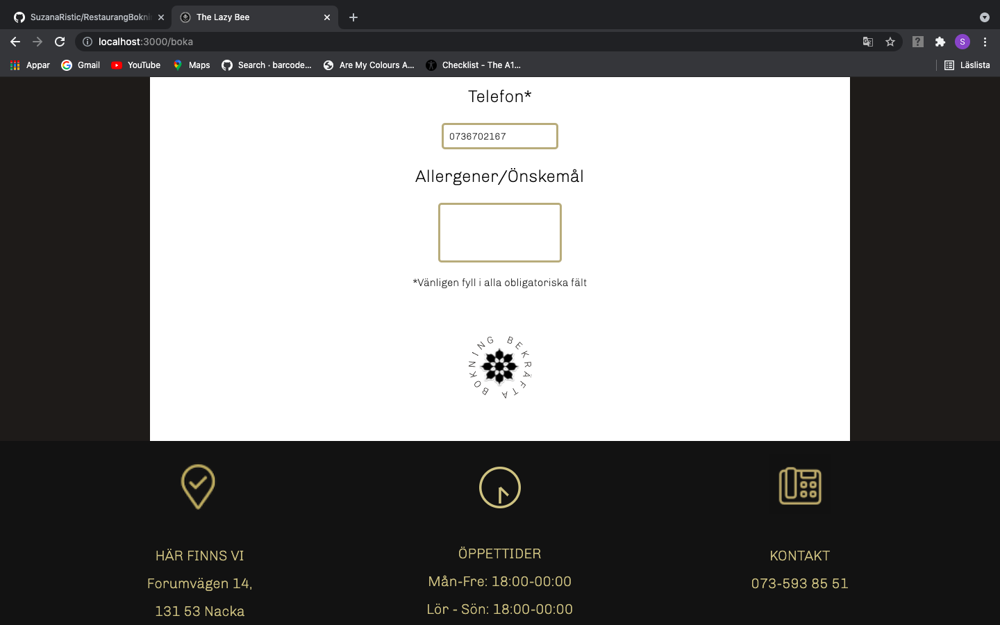 SuzanaRistic/RestaurangBokni
The Lazy Bee
localhost:3000/boka
S
Appar
Gmail
YouTube
Maps
Search · barcode...
Are My Colours A...
Checklist - The A1...
Läslista
Telefon*
0736702167
Allergener/Önskemål
*Vänligen fyll i alla obligatoriska fält
BEKRÄFTA BOKNING
HÄR FINNS VI
Forumvägen 14,
131 53 Nacka
ÖPPETTIDER
Mån-Fre: 18:00-00:00
Lör - Sön: 18:00-00:00
KONTAKT
073-593 85 51